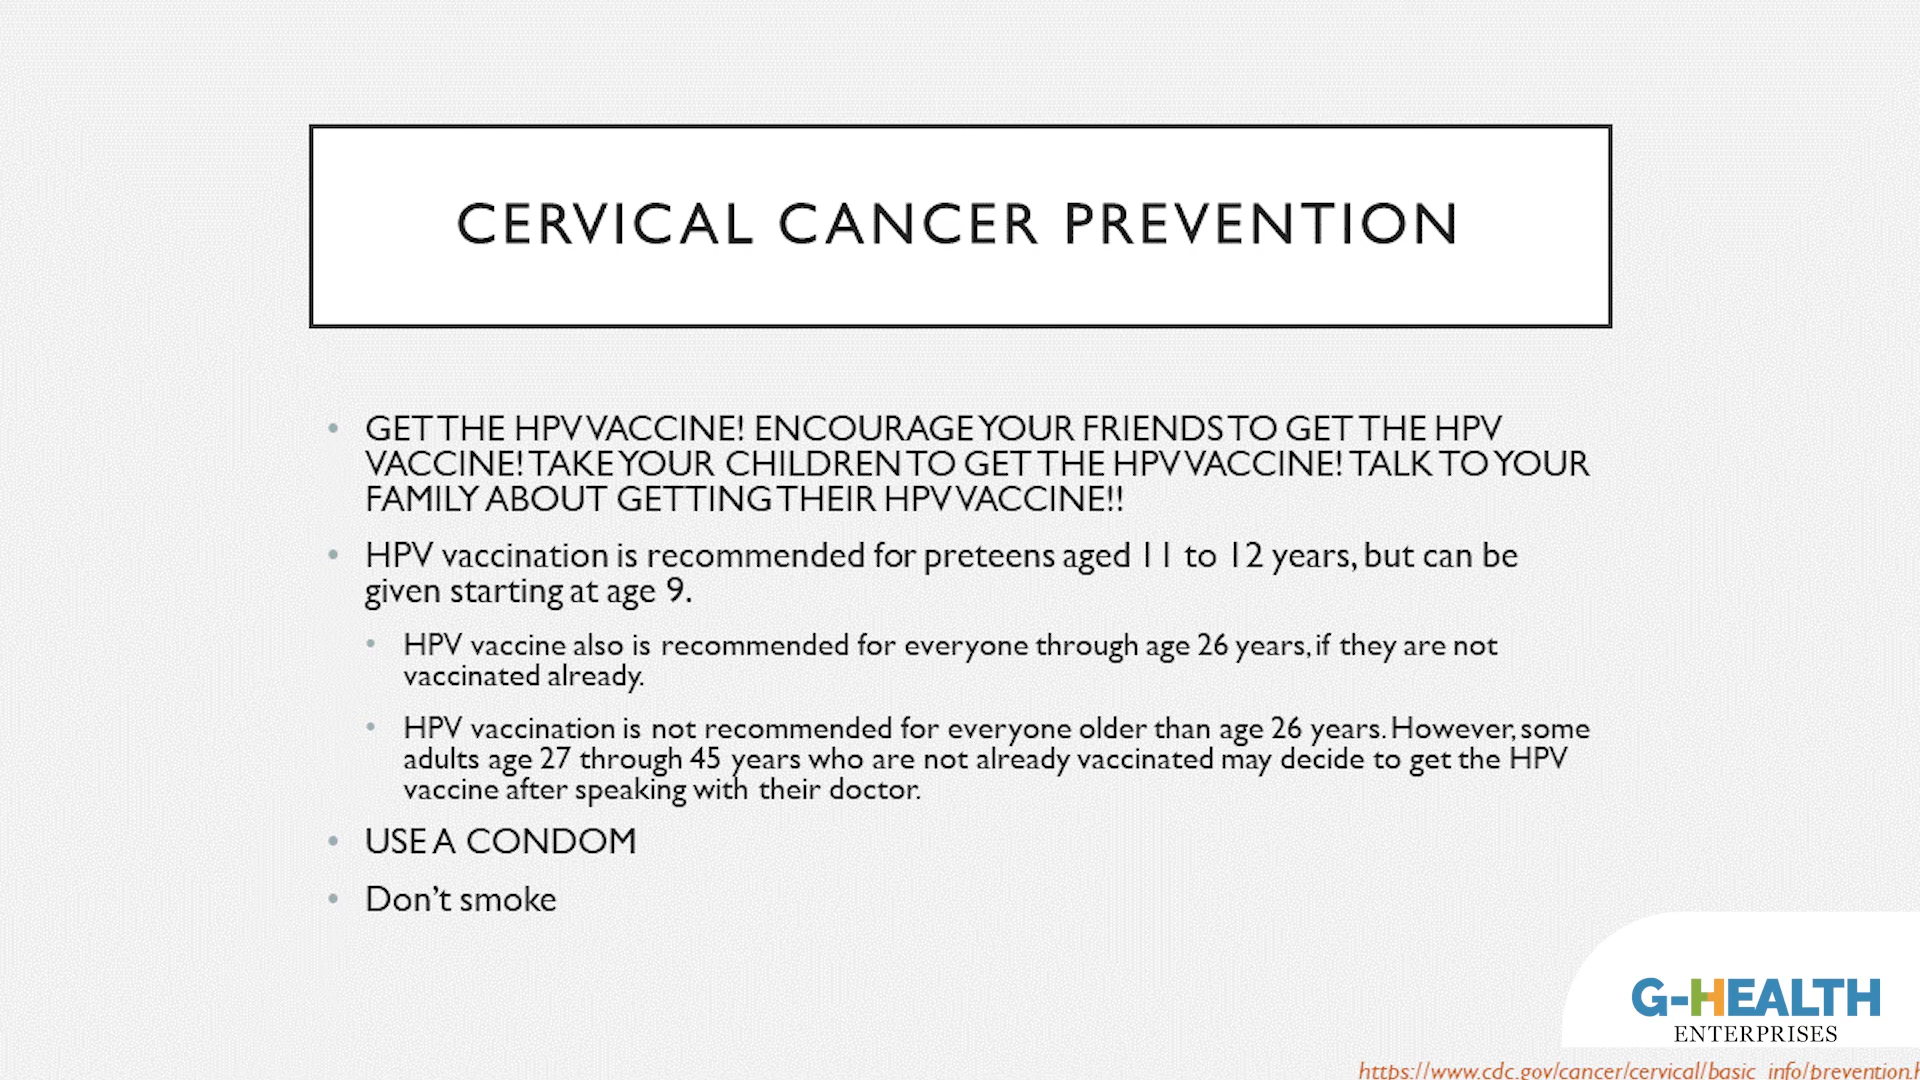 CERVICAL CANCER PREVENTION
• GET THE HPV VACCINE! ENCOURAGE YOUR FRIENDS TO GET THE HPV
VACCINE! TAKE YOUR CHILDREN TO GET THE HPV VACCINE! TALK TO YOUR
FAMILY ABOUT GETTING THEIR HPV VACCINE!!
• HPV vaccination is recommended for preteens aged 11 to 12 years, but can be
given starting at age 9.
• HPV vaccine also is recommended for everyone through age 26 years, if they are not
vaccinated already.
• HPV vaccination is not recommended for everyone older than age 26 years. However, some
adults age 27 through 45 years who are not already vaccinated may decide to get the HPV
vaccine after speaking with their doctor.
• USE A CONDOM
• Don't smoke
G-HEALTH
ENTERPRISES
https://www.cdc.gov/cancer/cervical/basic_info/prevention.h